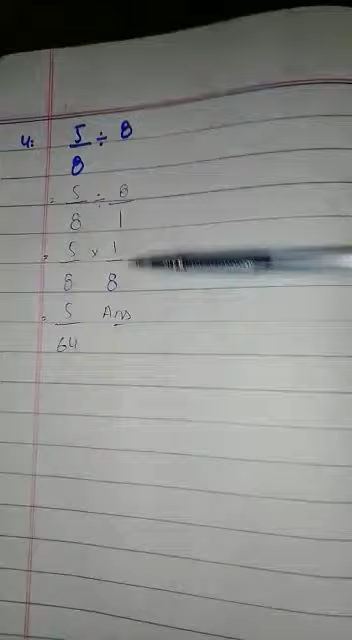 4: 5/8 ÷ 8
= 5/8 ÷ 8/1
= 5/8 × 1/8
= 5/64 Ans